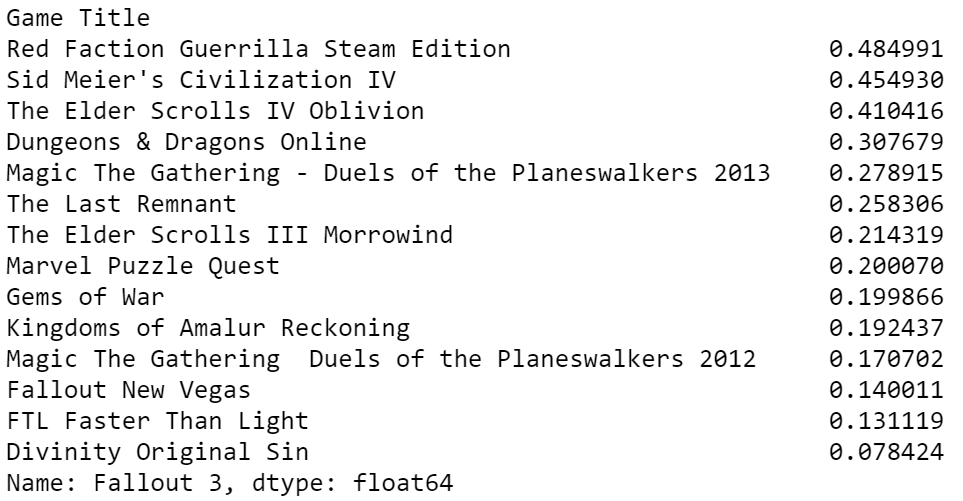 Game Title
Red Faction Guerrilla Steam Edition 0.484991
Sid Meier's Civilization IV 0.454930
The Elder Scrolls IV Oblivion 0.410416
Dungeons & Dragons Online 0.307679
Magic The Gathering - Duels of the Planeswalkers 2013 0.278915
The Last Remnant 0.258306
The Elder Scrolls III Morrowind 0.214319
Marvel Puzzle Quest 0.200070
Gems of War 0.199866
Kingdoms of Amalur Reckoning 0.192437
Magic The Gathering  Duels of the Planeswalkers 2012 0.170702
Fallout New Vegas 0.140011
FTL Faster Than Light 0.131119
Divinity Original Sin 0.078424
Name: Fallout 3, dtype: float64